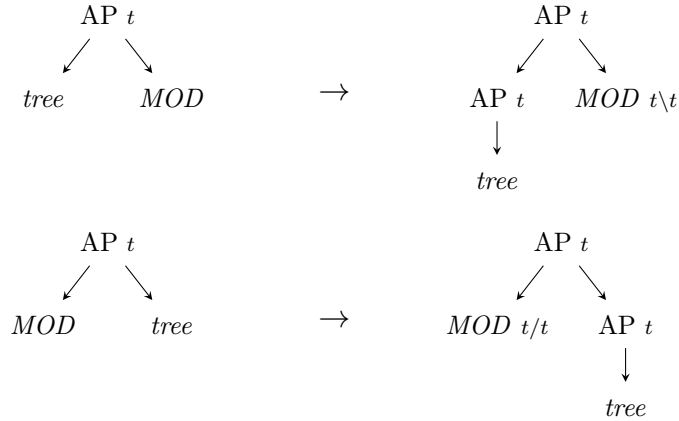 AP t AP t
tree MOD → AP t MOD t\t
tree
AP t AP t
MOD tree → MOD t/t AP t
tree